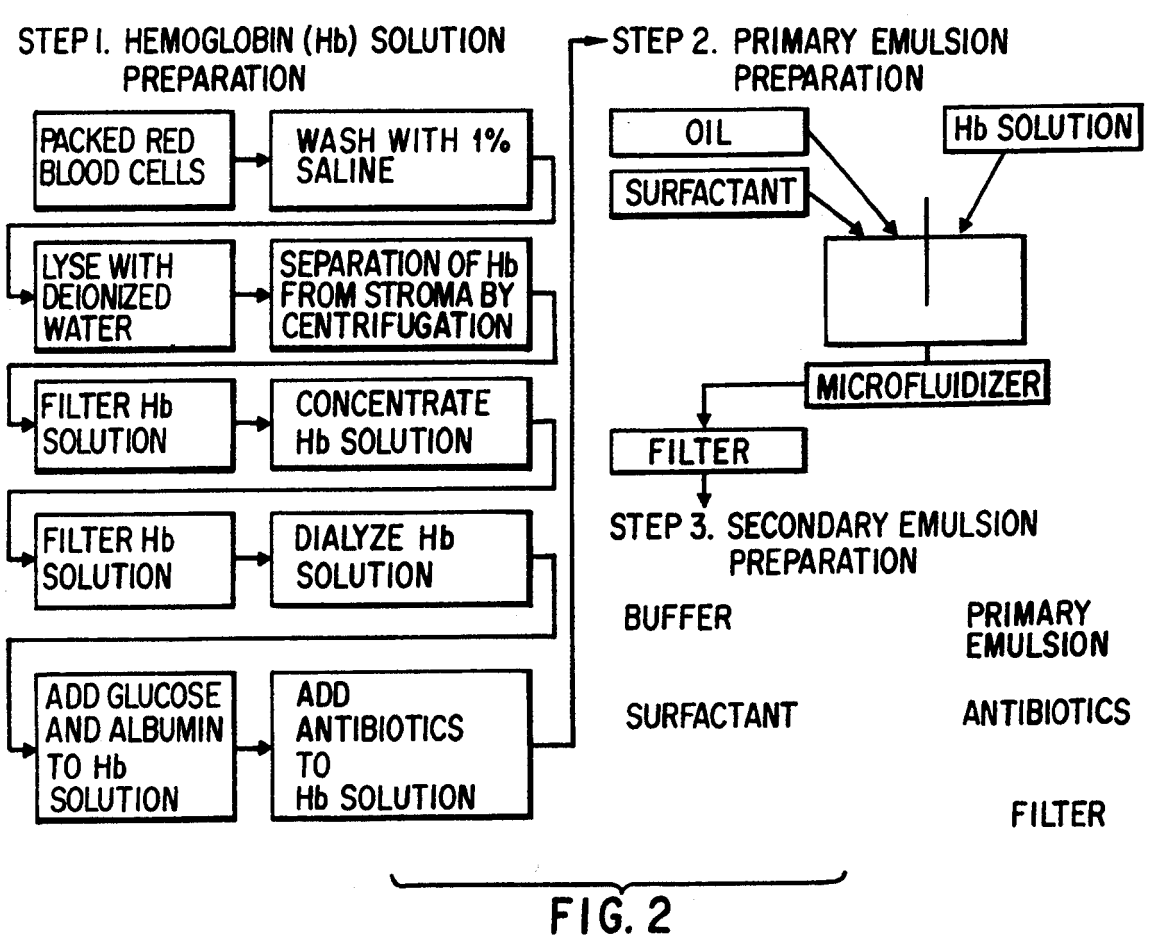 STEP 1. HEMOGLOBIN (Hb) SOLUTION
PREPARATION
PACKED RED
BLOOD CELLS
WASH WITH 1%
SALINE
LYSE WITH
DEIONIZED
WATER
SEPARATION OF Hb
FROM STROMA BY
CENTRIFUGATION
FILTER Hb
SOLUTION
CONCENTRATE
Hb SOLUTION
FILTER Hb
SOLUTION
DIALYZE Hb
SOLUTION
ADD GLUCOSE
AND ALBUMIN
TO Hb
SOLUTION
ADD
ANTIBIOTICS
TO
Hb SOLUTION
STEP 2. PRIMARY EMULSION
PREPARATION
OIL
Hb SOLUTION
SURFACTANT
MICROFLUIDIZER
FILTER
STEP 3. SECONDARY EMULSION
PREPARATION
BUFFER
PRIMARY
EMULSION
SURFACTANT
ANTIBIOTICS
FILTER
FIG. 2